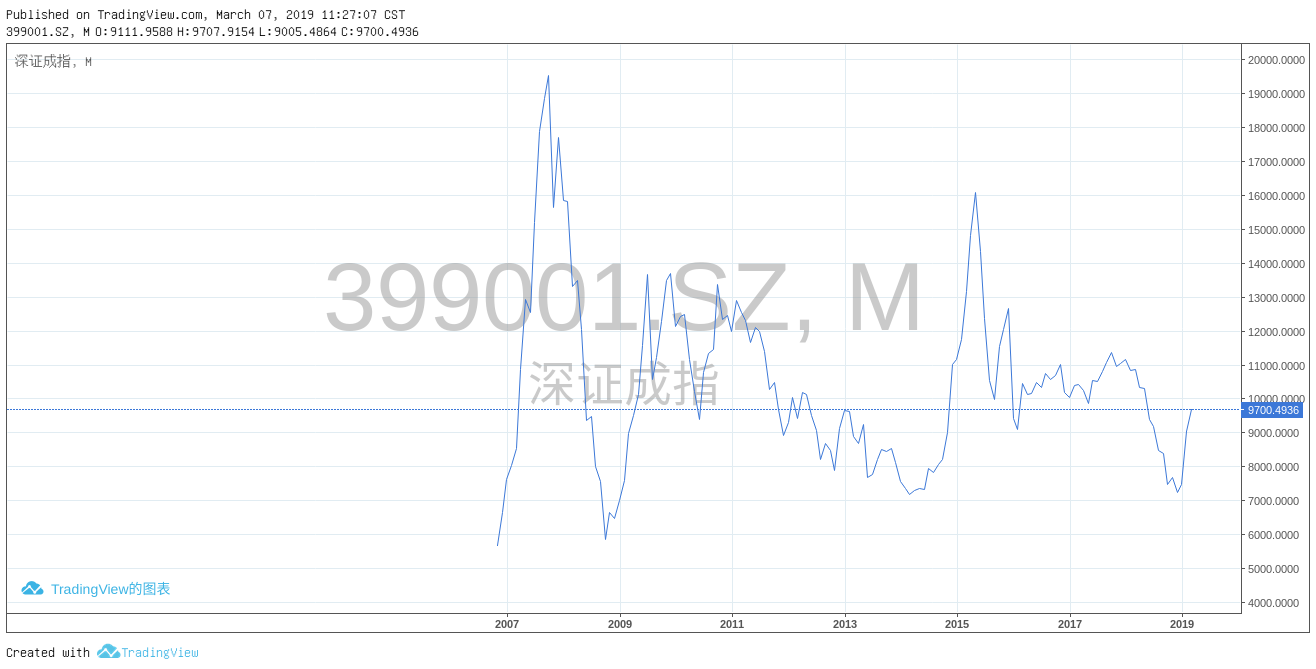 Published on TradingView.com, March 07, 2019 11:27:07 CST
399001.SZ, M O:9111.9588 H:9707.9154 L:9005.4864 C:9700.4936
深证成指, M
20000.0000
19000.0000
18000.0000
17000.0000
16000.0000
15000.0000
14000.0000
13000.0000
12000.0000
11000.0000
10000.0000
9700.4936
9000.0000
8000.0000
7000.0000
6000.0000
5000.0000
4000.0000
399001.SZ, M
深证成指
TradingView的图表
2007 2009 2011 2013 2015 2017 2019
Created with TradingView